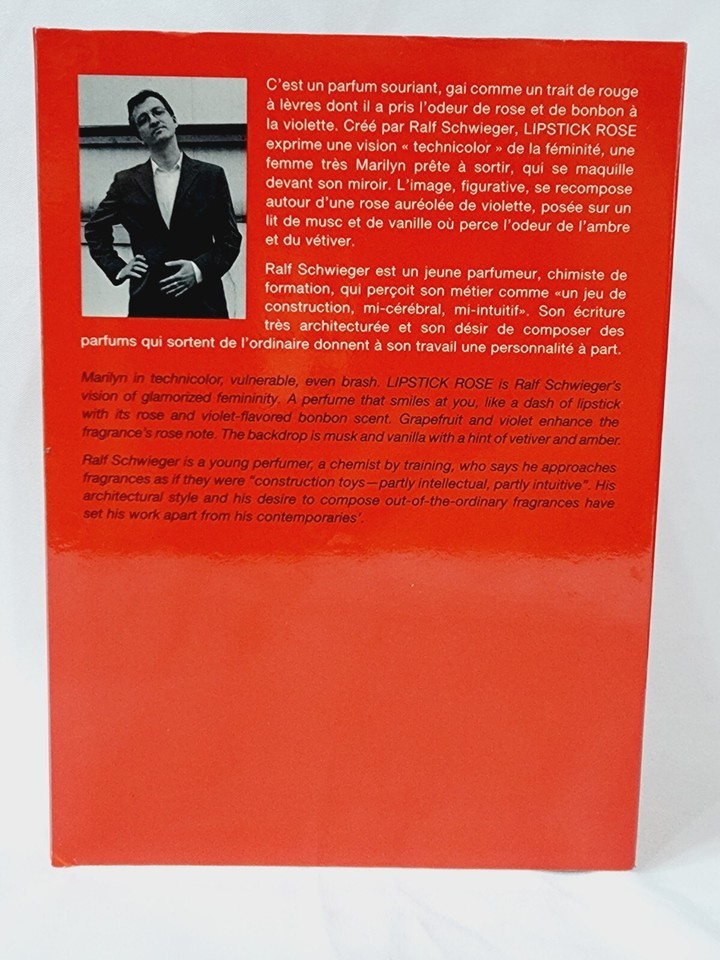 C'est un parfum souriant, gai comme un trait de rouge
à lèvres dont il a pris l'odeur de rose et de bonbon à
la violette. Créé par Ralf Schwieger, LIPSTICK ROSE
exprime une vision « technicolor » de la féminité, une
femme très Marilyn prête à sortir, qui se maquille
devant son miroir. L'image, figurative, se recompose
autour d'une rose auréolée de violette, posée sur un
lit de musc et de vanille où perce l'odeur de l'ambre
et du vétiver.
Ralf Schwieger est un jeune parfumeur, chimiste de
formation, qui perçoit son métier comme «un jeu de
construction, mi-cérébral, mi-intuitif». Son écriture
très architecturée et son désir de composer des
parfums qui sortent de l'ordinaire donnent à son travail une personnalité à part.
Marilyn in technicolor, vulnerable, even brash. LIPSTICK ROSE is Ralf Schwieger's
vision of glamorized femininity. A perfume that smiles at you, like a dash of lipstick
with its rose and violet-flavored bonbon scent. Grapefruit and violet enhance the
fragrance's rose note. The backdrop is musk and vanilla with a hint of vetiver and amber.
Ralf Schwieger is a young perfumer, a chemist by training, who says he approaches
fragrances as if they were "construction toys—partly intellectual, partly intuitive". His
architectural style and his desire to compose out-of-the-ordinary fragrances have
set his work apart from his contemporaries'.